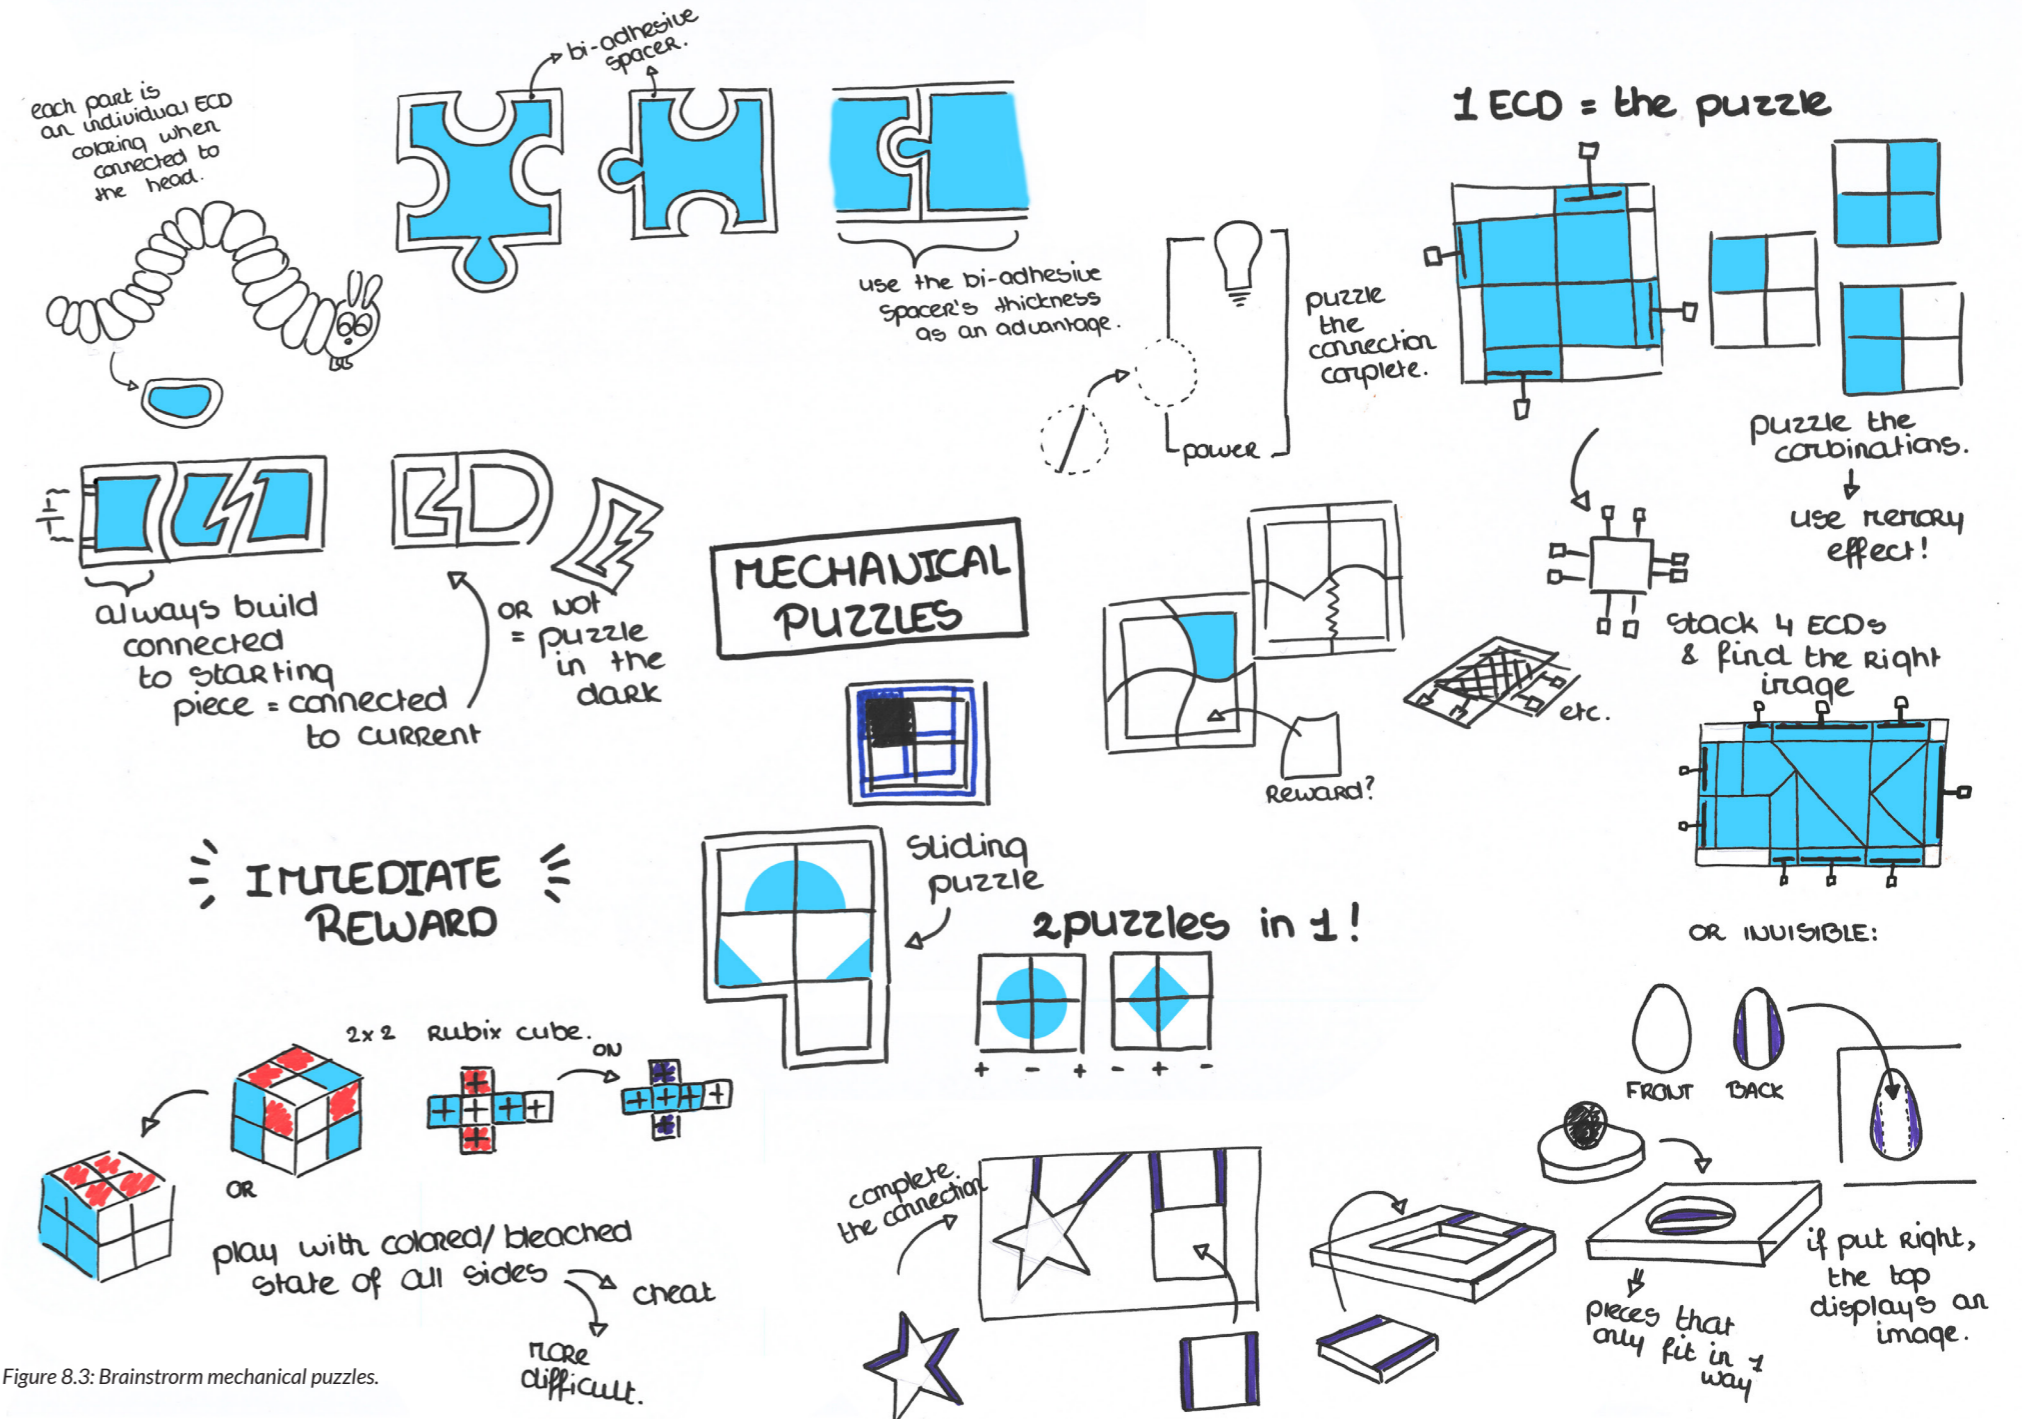 each part is
an individual ECD
coloring when
connected to
the head.
bi-adhesive
spacer.
use the bi-adhesive
spacer's thickness
as an advantage.
puzzle
the
connection
complete.
power
1 ECD = the puzzle
puzzle the
combinations.
use memory
effect!
stack 4 ECDs
& find the right
image
etc.
always build
connected
to starting
piece = connected
to current
OR NOT
= puzzle
in the
dark
MECHANICAL
PUZZLES
Reward?
IMMEDIATE
REWARD
sliding
puzzle
2 puzzles in 1!
+ - + - + -
OR INVISIBLE:
FRONT BACK
2x2 Rubix cube.
ON
OR
play with colored/bleached
state of all sides
cheat
more
difficult.
complete
the connection
pieces that
only fit in 1
way
if put right,
the top
displays an
image.
Figure 8.3: Brainstrorm mechanical puzzles.